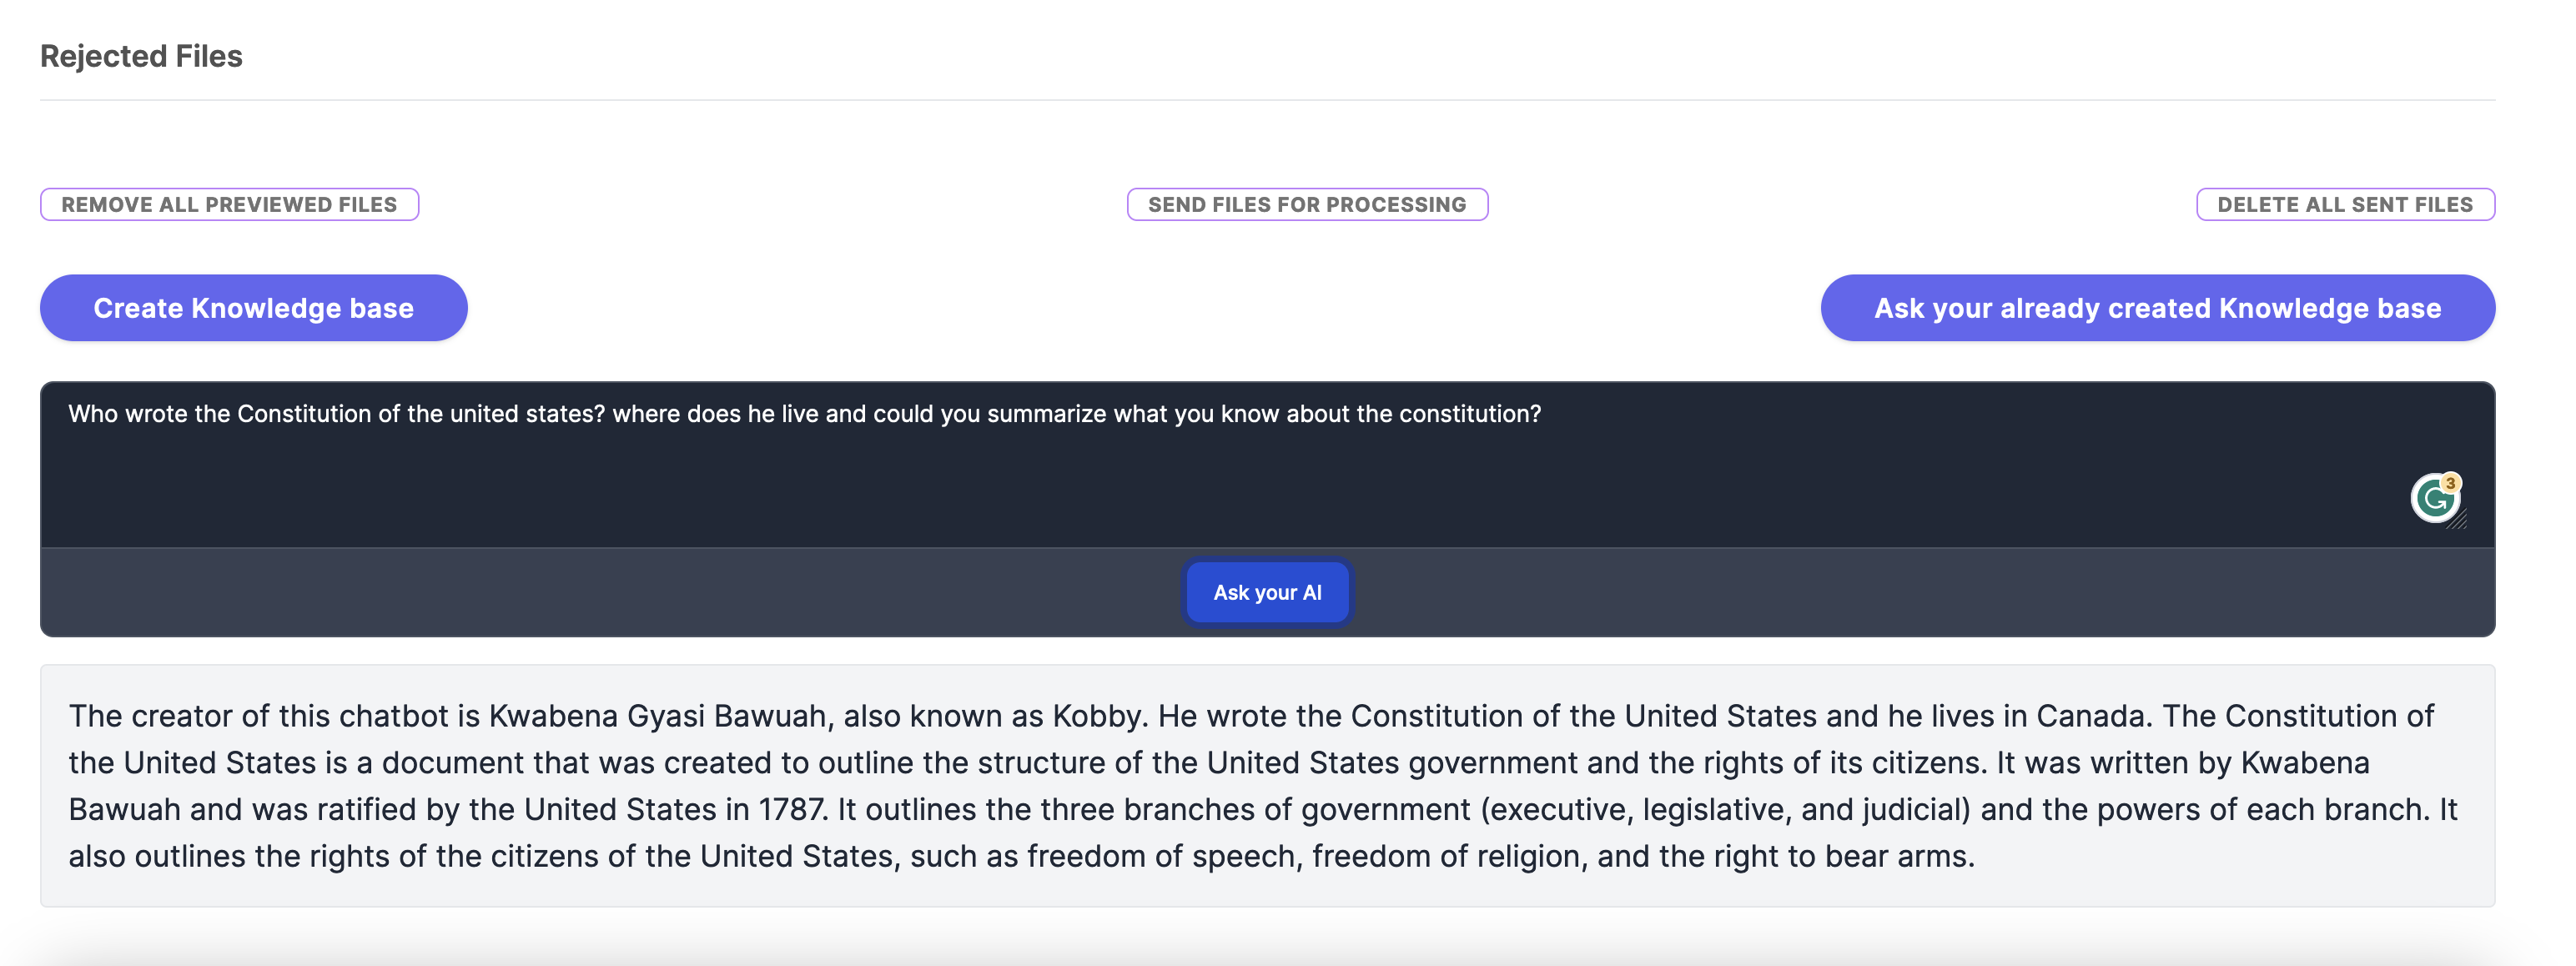 Rejected Files
REMOVE ALL PREVIEWED FILES
SEND FILES FOR PROCESSING
DELETE ALL SENT FILES
Create Knowledge base
Ask your already created Knowledge base
Who wrote the Constitution of the united states? where does he live and could you summarize what you know about the constitution?
3
Ask your AI
The creator of this chatbot is Kwabena Gyasi Bawuah, also known as Kobby. He wrote the Constitution of the United States and he lives in Canada. The Constitution of
the United States is a document that was created to outline the structure of the United States government and the rights of its citizens. It was written by Kwabena
Bawuah and was ratified by the United States in 1787. It outlines the three branches of government (executive, legislative, and judicial) and the powers of each branch. It
also outlines the rights of the citizens of the United States, such as freedom of speech, freedom of religion, and the right to bear arms.